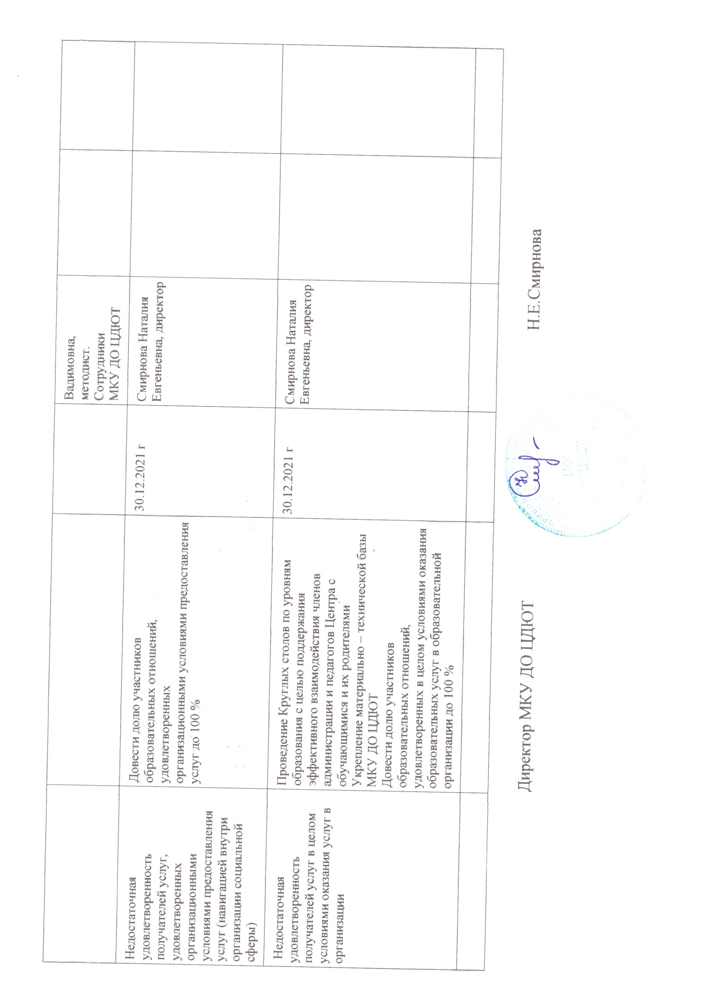 Вадимовна,
методист.
Сотрудники
МКУ ДО ЦДЮТ
Недостаточная
удовлетворенность
получателей услуг,
удовлетворенных
организационными
условиями предоставления
услуг (навигацией внутри
организации социальной
сферы)
Довести долю участников
образовательных отношений,
удовлетворенных
организационными условиями предоставления
услуг до 100 %
30.12.2021 г
Смирнова Наталия
Евгеньевна, директор
Недостаточная
удовлетворенность
получателей услуг в целом
условиями оказания услуг в
организации
Проведение Круглых столов по уровням
образования с целью поддержания
эффективного взаимодействия членов
администрации и педагогов Центра с
обучающимися и их родителями
Укрепление материально – технической базы
МКУ ДО ЦДЮТ
Довести долю участников
образовательных отношений,
удовлетворенных в целом условиями оказания
образовательных услуг в образовательной
организации до 100 %
30.12.2021 г
Смирнова Наталия
Евгеньевна, директор
Директор МКУ ДО ЦДЮТ
Н.Е.Смирнова